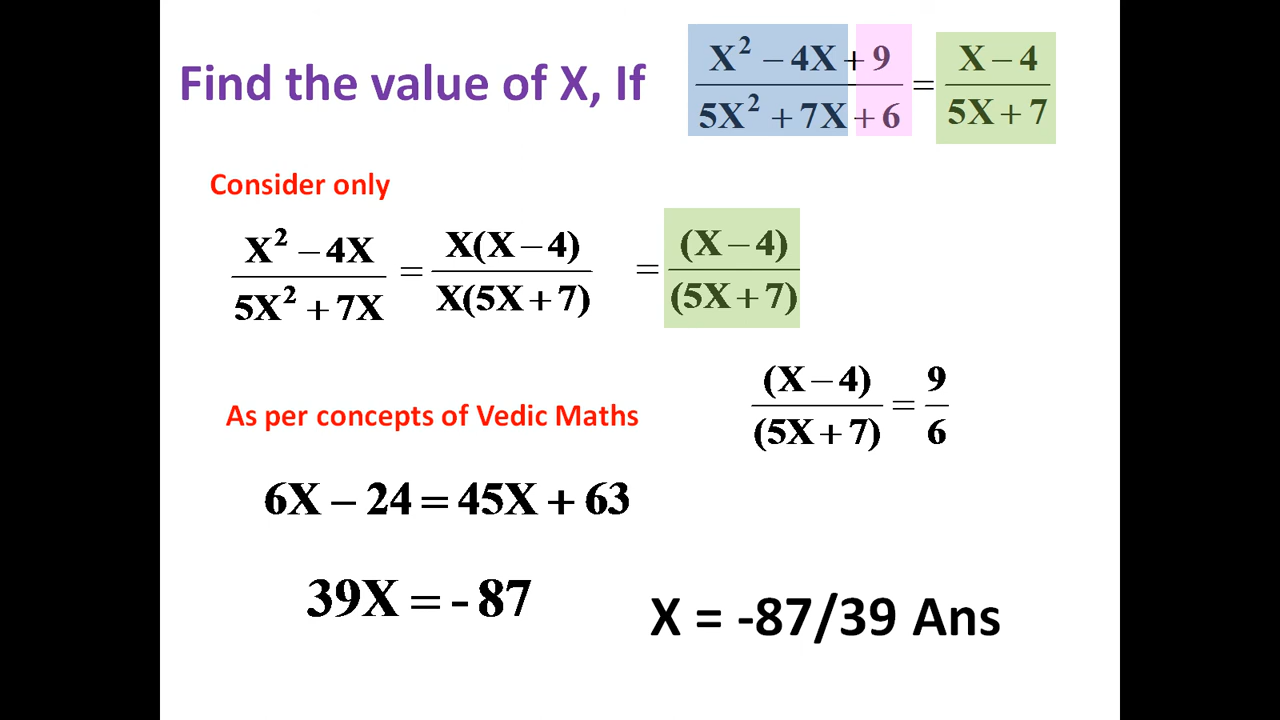 Find the value of X, If (X² – 4X + 9)/(5X² + 7X + 6) = (X – 4)/(5X + 7)
Consider only
(X² – 4X)/(5X² + 7X) = X(X – 4)/X(5X + 7) = (X – 4)/(5X + 7)
As per concepts of Vedic Maths (X – 4)/(5X + 7) = 9/6
6X – 24 = 45X + 63
39X = - 87
X = -87/39 Ans